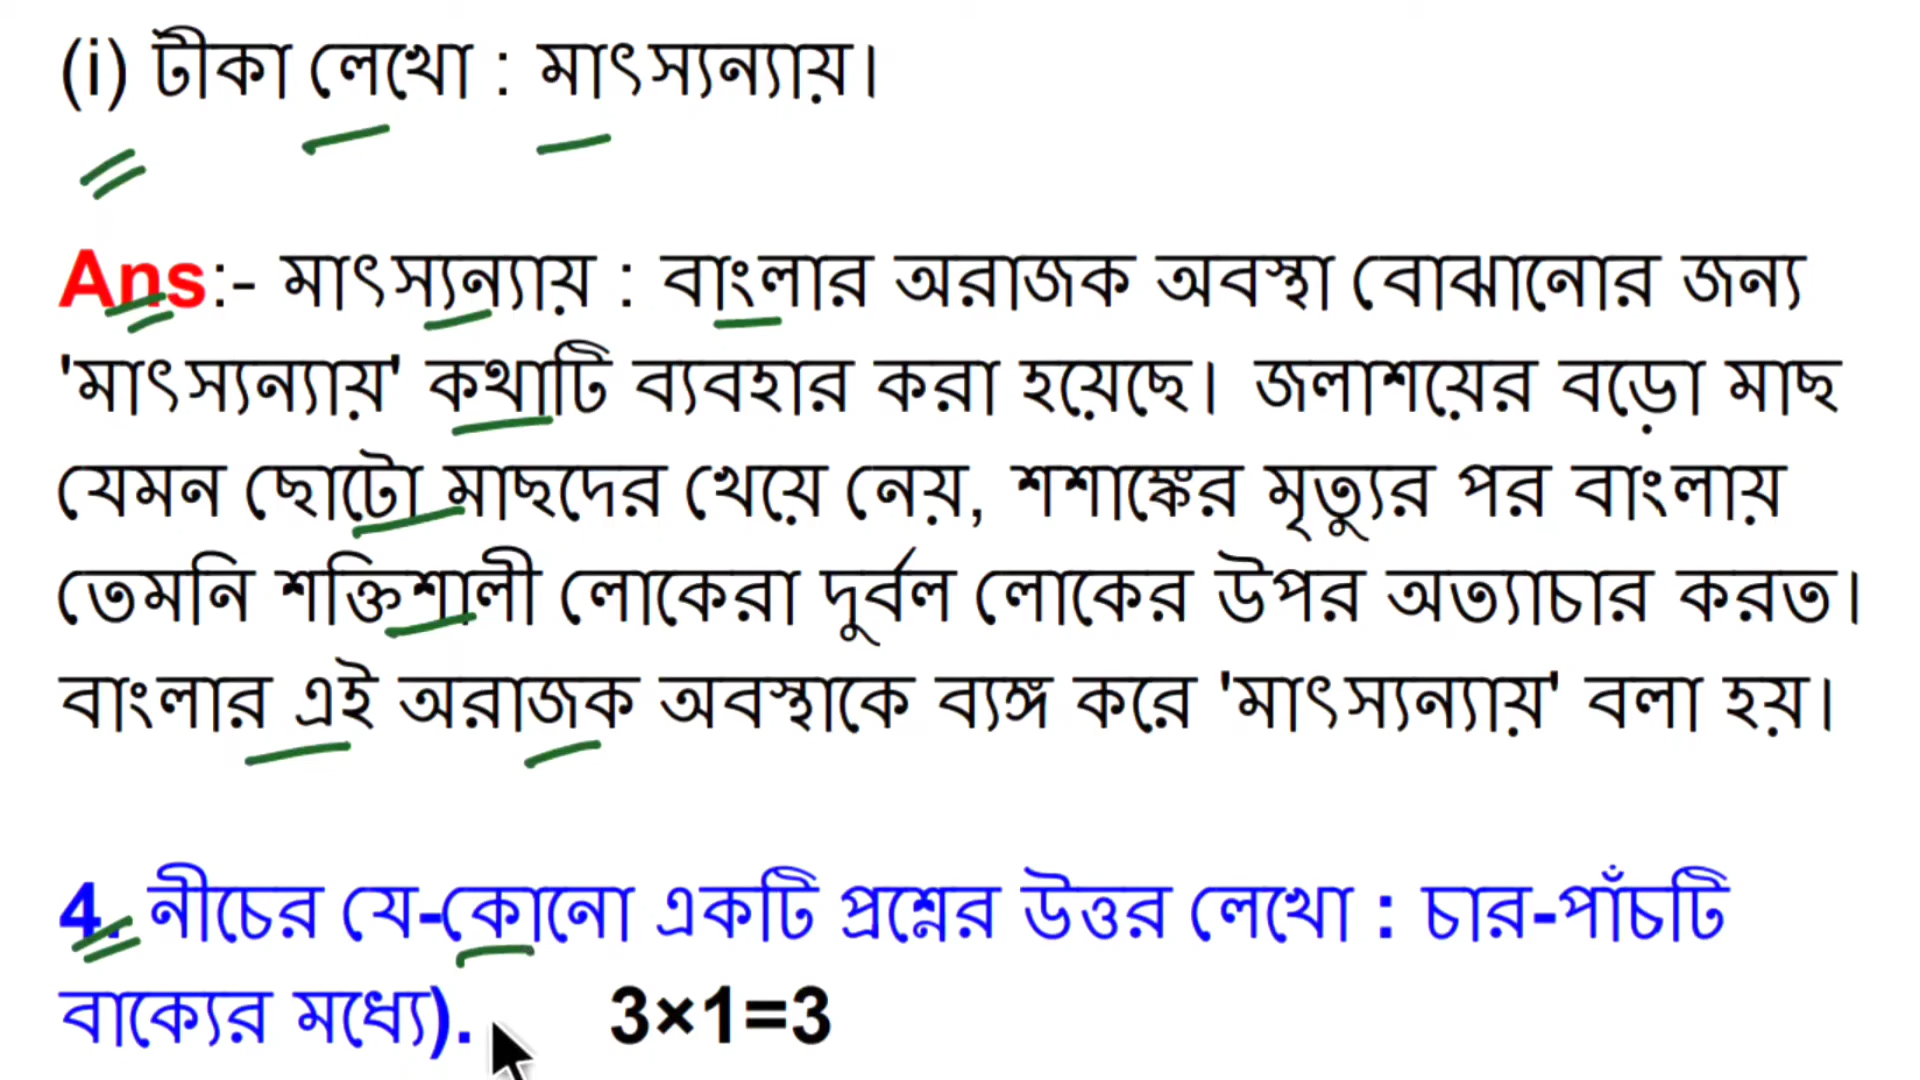 (i) টীকা লেখো : মাৎস্যন্যায়।
Ans:- মাৎস্যন্যায় : বাংলার অরাজক অবস্থা বোঝানোর জন্য
'মাৎস্যন্যায়' কথাটি ব্যবহার করা হয়েছে। জলাশয়ের বড়ো মাছ
যেমন ছোটো মাছদের খেয়ে নেয়, শশাঙ্কের মৃত্যুর পর বাংলায়
তেমনি শক্তিশালী লোকেরা দুর্বল লোকের উপর অত্যাচার করত।
বাংলার এই অরাজক অবস্থাকে ব্যঙ্গ করে 'মাৎস্যন্যায়' বলা হয়।
4. নীচের যে-কোনো একটি প্রশ্নের উত্তর লেখো : চার-পাঁচটি
বাক্যের মধ্যে). 3×1=3